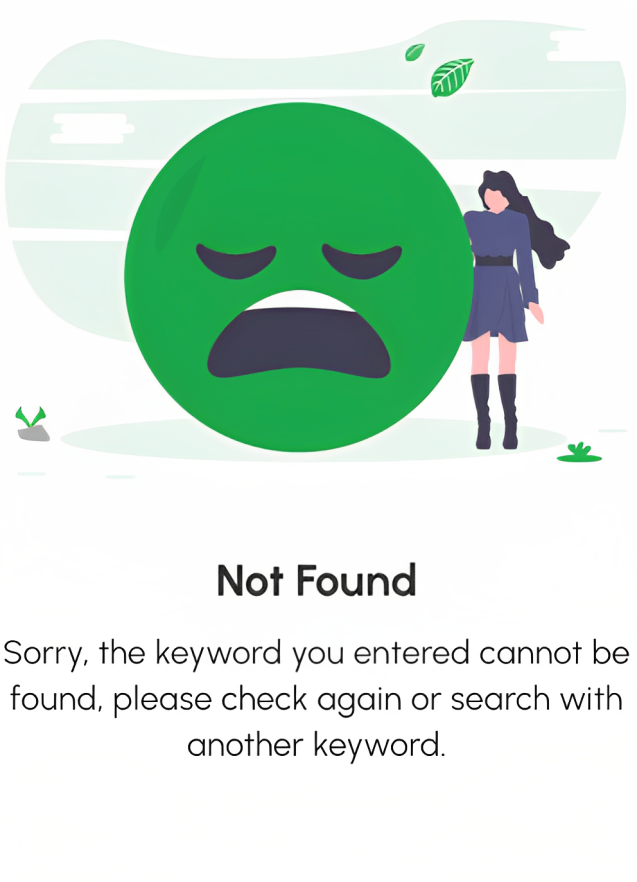 Not Found
Sorry, the keyword you entered cannot be
found, please check again or search with
another keyword.